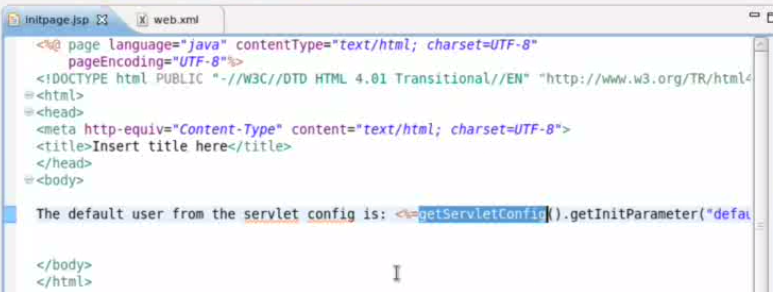 initpage.jsp
web.xml
<%@ page language="java" contentType="text/html; charset=UTF-8"
pageEncoding="UTF-8"%>
<!DOCTYPE html PUBLIC "-//W3C//DTD HTML 4.01 Transitional//EN" "http://www.w3.org/TR/html4
<html>
<head>
<meta http-equiv="Content-Type" content="text/html; charset=UTF-8">
<title>Insert title here</title>
</head>
<body>
The default user from the servlet config is: <%=getServletConfig().getInitParameter("defau
</body>
</html>